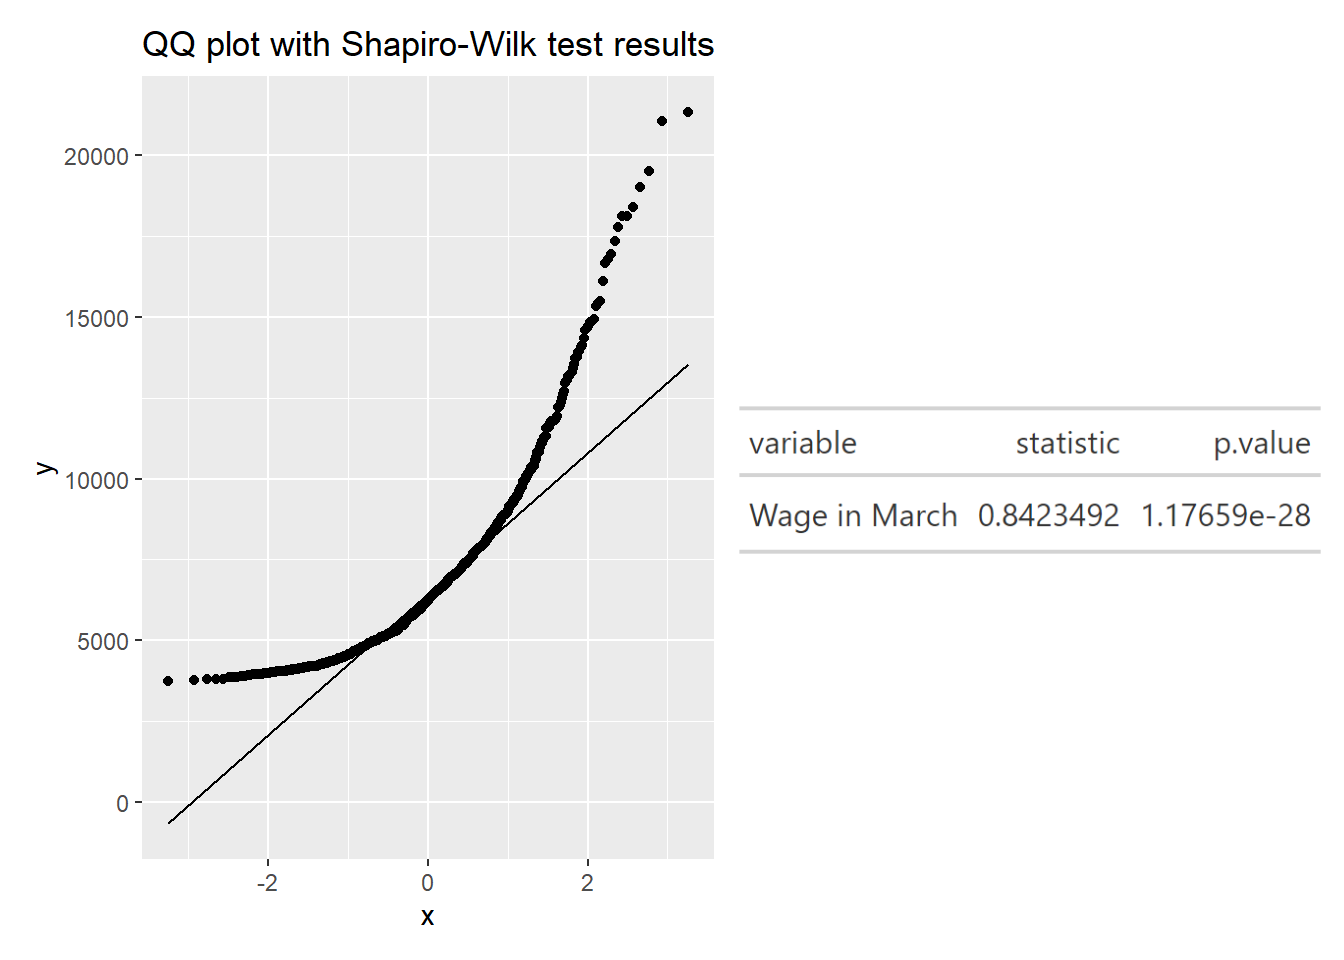 QQ plot with Shapiro-Wilk test results
20000
15000
10000
5000
0
y
-2 0 2
x
variable statistic p.value
Wage in March 0.8423492 1.17659e-28